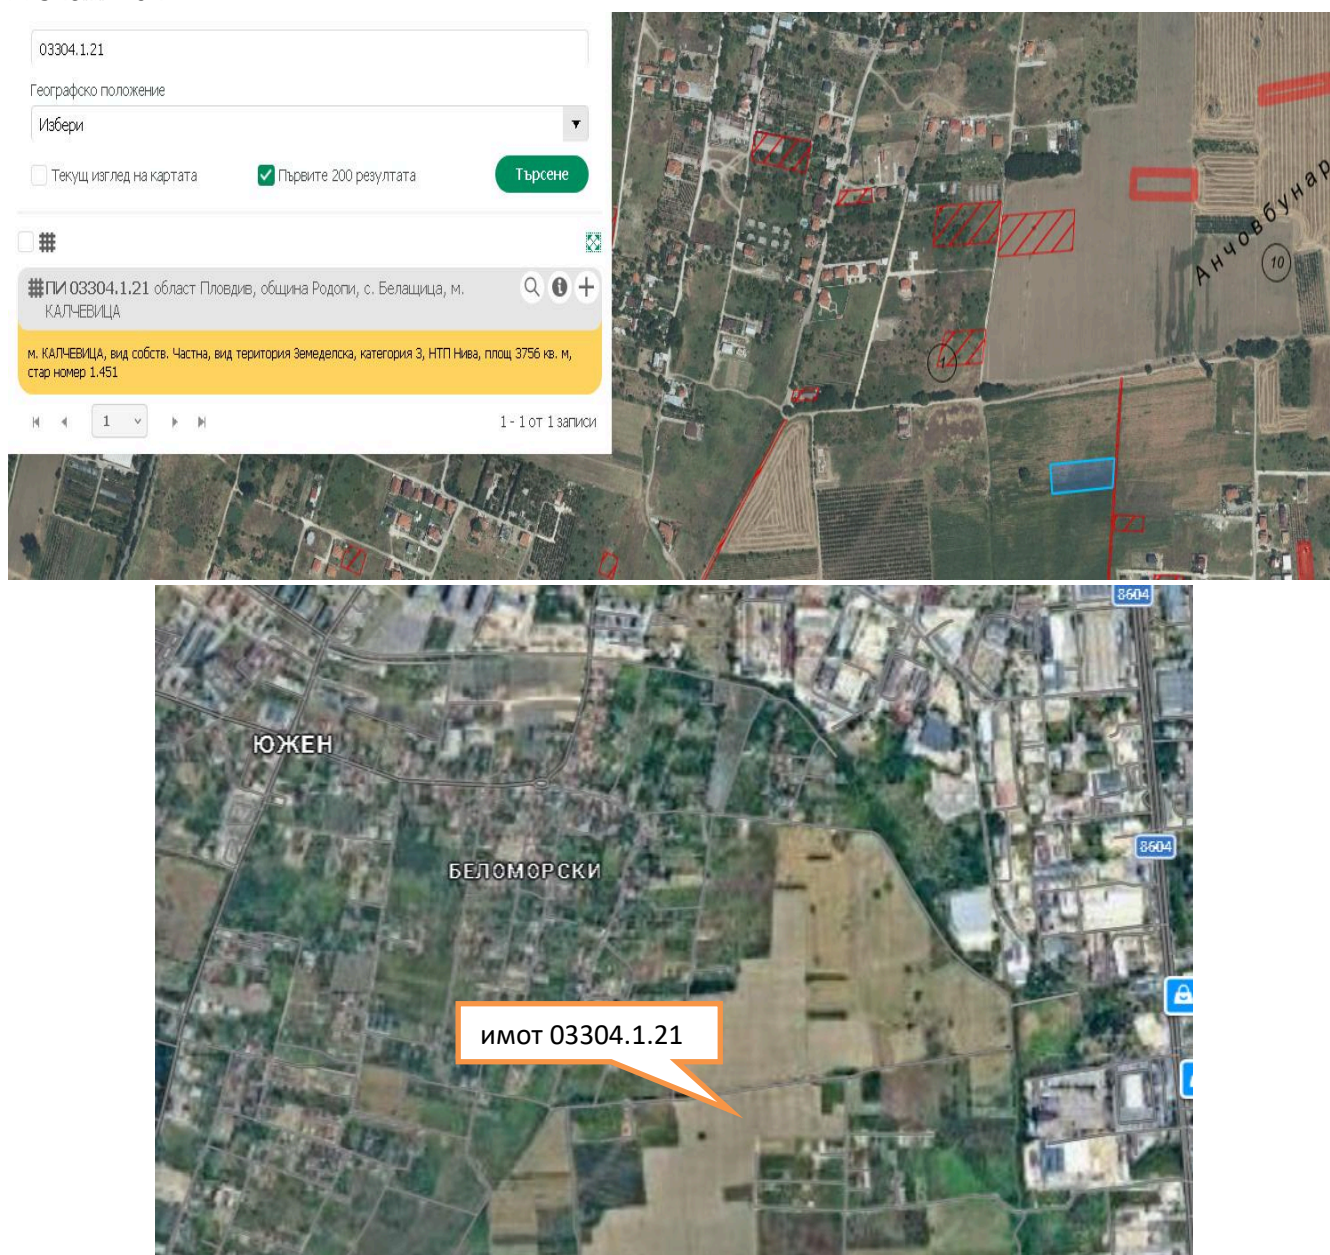 03304.1.21
Географско положение
Избери
Текущ изглед на картата
Първите 200 резултата
Търсене
ПИ 03304.1.21 област Пловдив, община Родопи, с. Белащица, м.
КАЛЧЕВИЦА
м. КАЛЧЕВИЦА, вид собств. Частна, вид територия Земеделска, категория 3, НТП Нива, площ 3756 кв. м,
стар номер 1.451
1
1 - 1 от 1 записи
Анчовбунар
10
1
8604
ЮЖЕН
8604
БЕЛОМОРСКИ
имот 03304.1.21